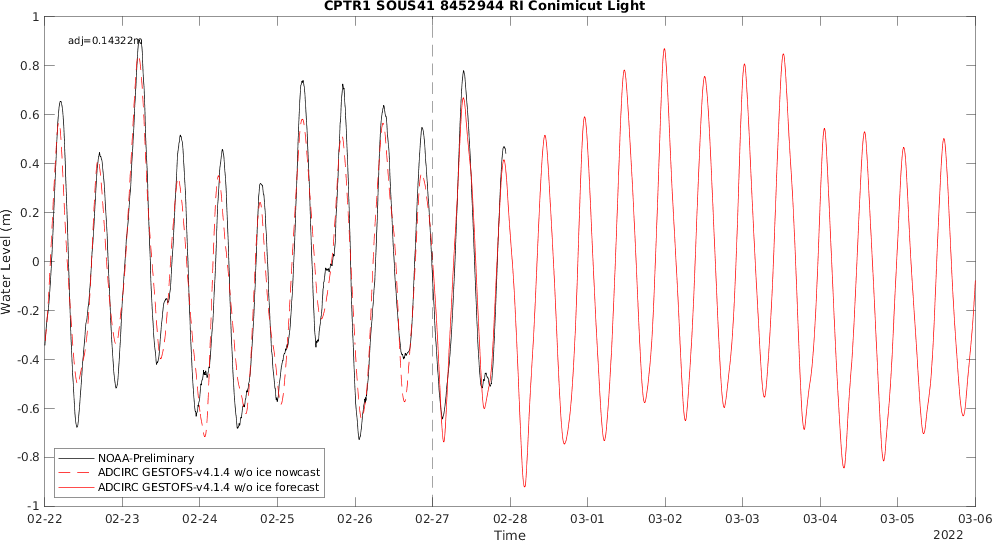 CPTR1 SOUS41 8452944 RI Conimicut Light
adj=0.14322m
1
0.8
0.6
0.4
0.2
0
-0.2
-0.4
-0.6
-0.8
-1
Water Level (m)
NOAA-Preliminary
ADCIRC GESTOFS-v4.1.4 w/o ice nowcast
ADCIRC GESTOFS-v4.1.4 w/o ice forecast
02-22 02-23 02-24 02-25 02-26 02-27 02-28 03-01 03-02 03-03 03-04 03-05 03-06
Time
2022